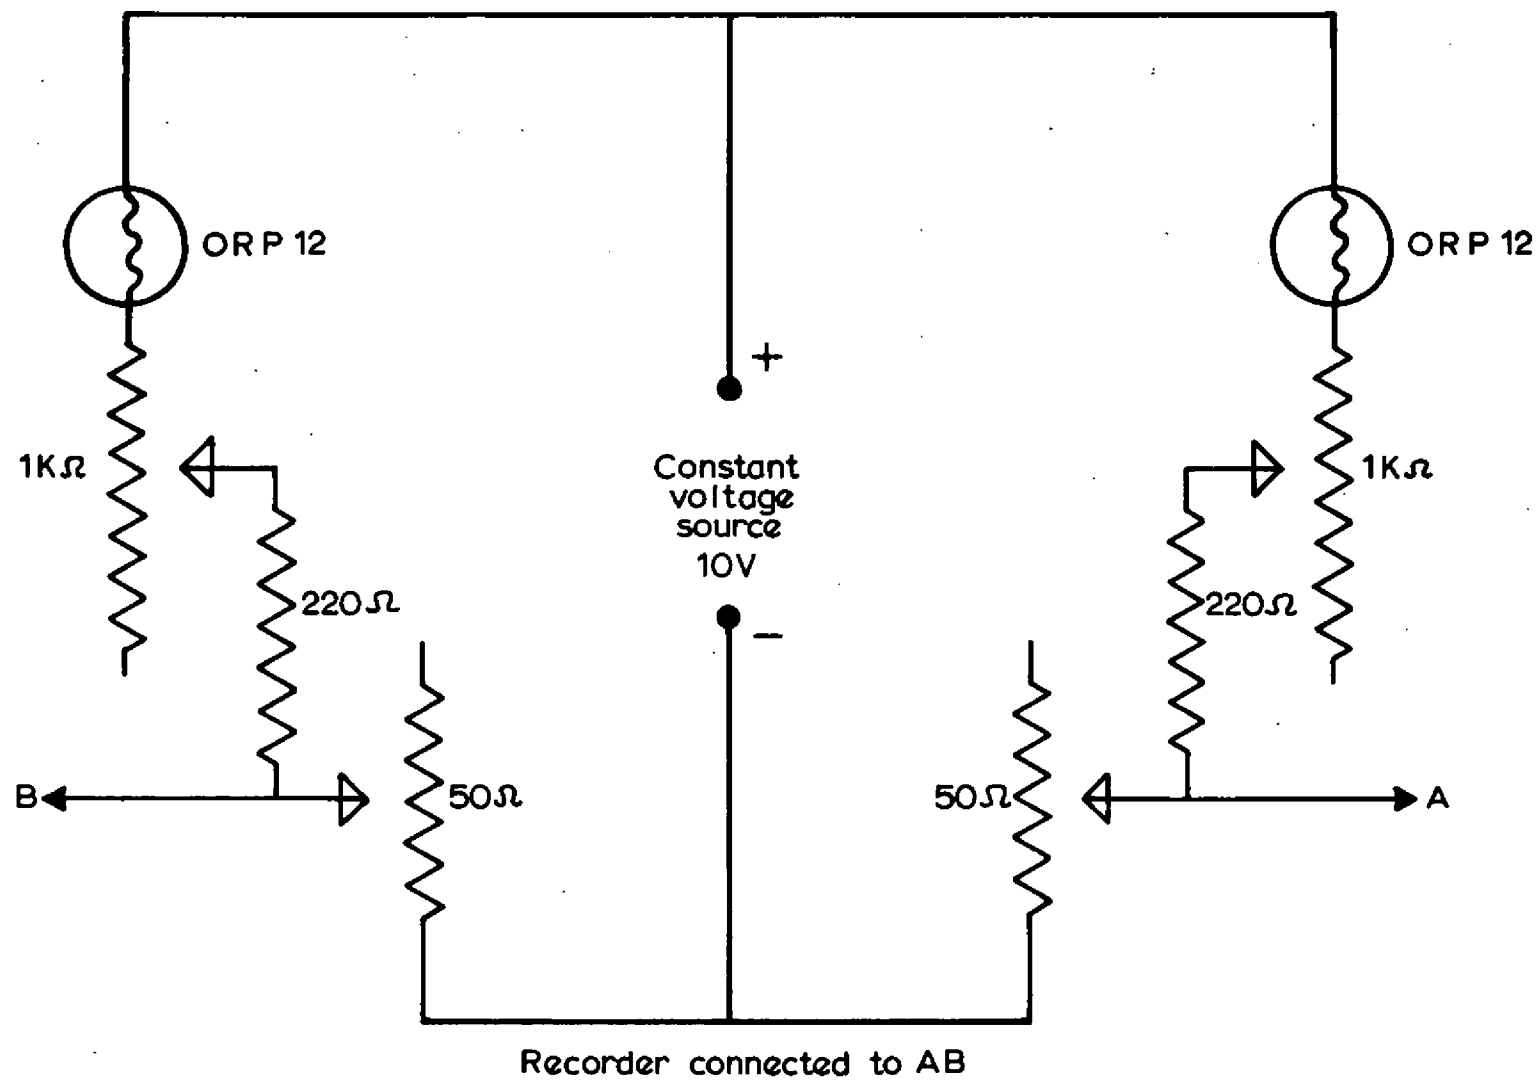 ORP 12
ORP 12
+
1KΩ
Constant
voltage
source
10V
1KΩ
220Ω
220Ω
−
B
50Ω
50Ω
A
Recorder connected to AB